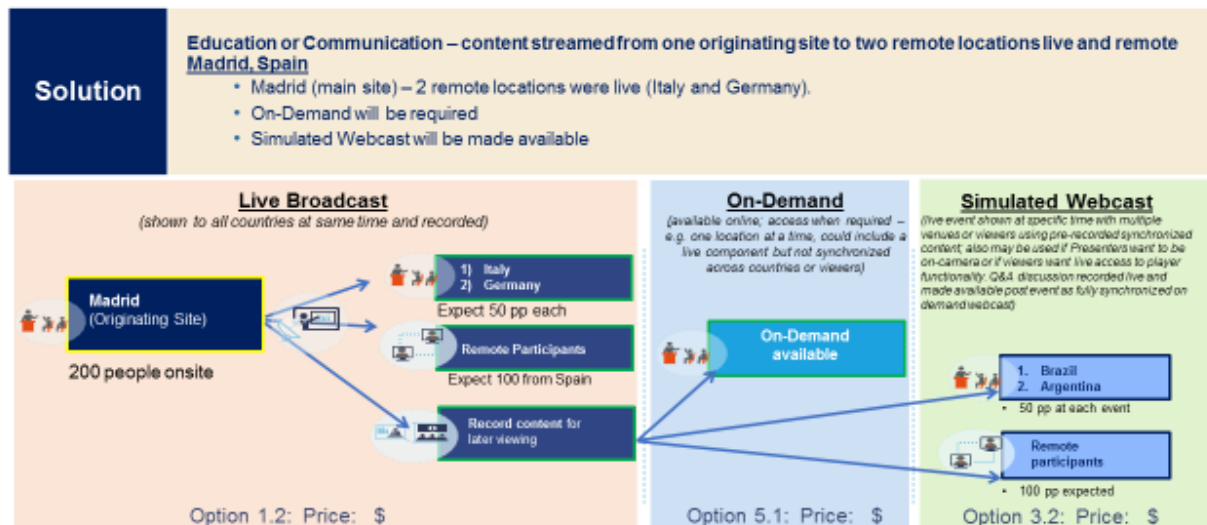 Solution
Education or Communication – content streamed from one originating site to two remote locations live and remote
Madrid, Spain
• Madrid (main site) – 2 remote locations were live (Italy and Germany).
• On-Demand will be required
• Simulated Webcast will be made available
Live Broadcast
(shown to all countries at same time and recorded)
Madrid
(Originating Site)
200 people onsite
1) Italy
2) Germany
Expect 50 pp each
Remote Participants
Expect 100 from Spain
Record content for
later viewing
Option 1.2: Price: $
On-Demand
(available online; access when required –
e.g. one location at a time, could include a
live component but not synchronized
across countries or viewers)
On-Demand
available
Option 5.1: Price: $
Simulated Webcast
(live event shown at specific time with multiple
venues or viewers using pre-recorded synchronized
content; also may be used if Presenters want to be
on-camera or if viewers want live access to player
functionality. Q&A discussion recorded live and
made available post event as fully synchronized on
demand webcast)
1. Brazil
2. Argentina
• 50 pp at each event
Remote
participants
• 100 pp expected
Option 3.2: Price: $